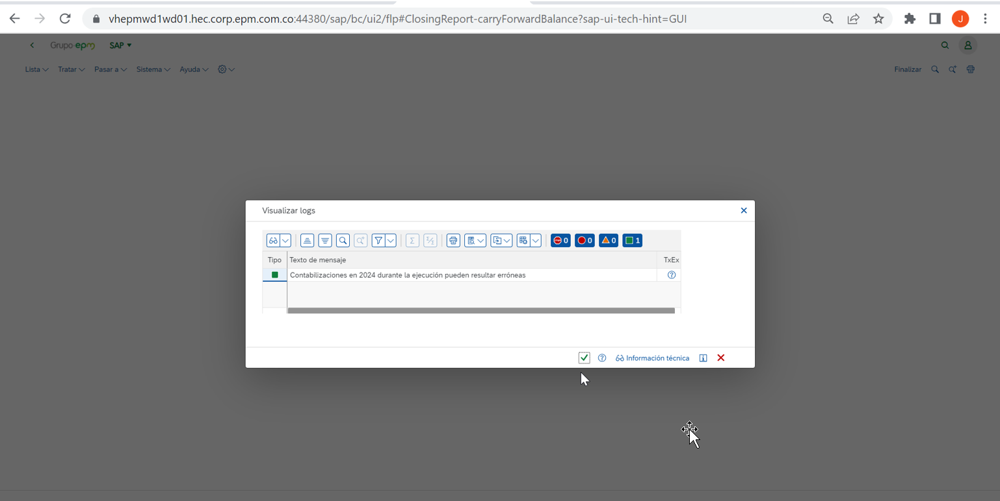 vhepmwd1wd01.hec.corp.epm.com.co:44380/sap/bc/ui2/flp#ClosingReport-carryForwardBalance?sap-ui-tech-hint=GUI
J
Grupo·epm SAP
Lista Tratar Pasar a Sistema Ayuda Finalizar
Visualizar logs
STOP 0 0 0 1
Tipo Texto de mensaje TxEx
Contabilizaciones en 2024 durante la ejecución pueden resultar erróneas
Información técnica